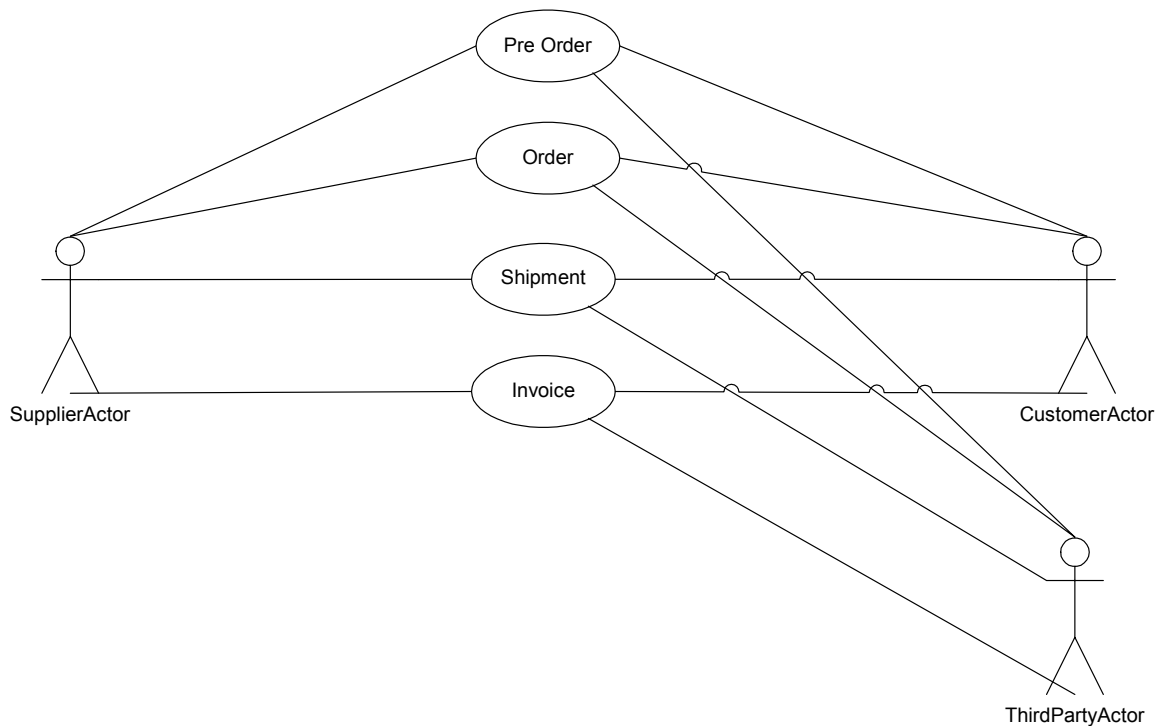 Pre Order
Order
Shipment
Invoice
SupplierActor
CustomerActor
ThirdPartyActor